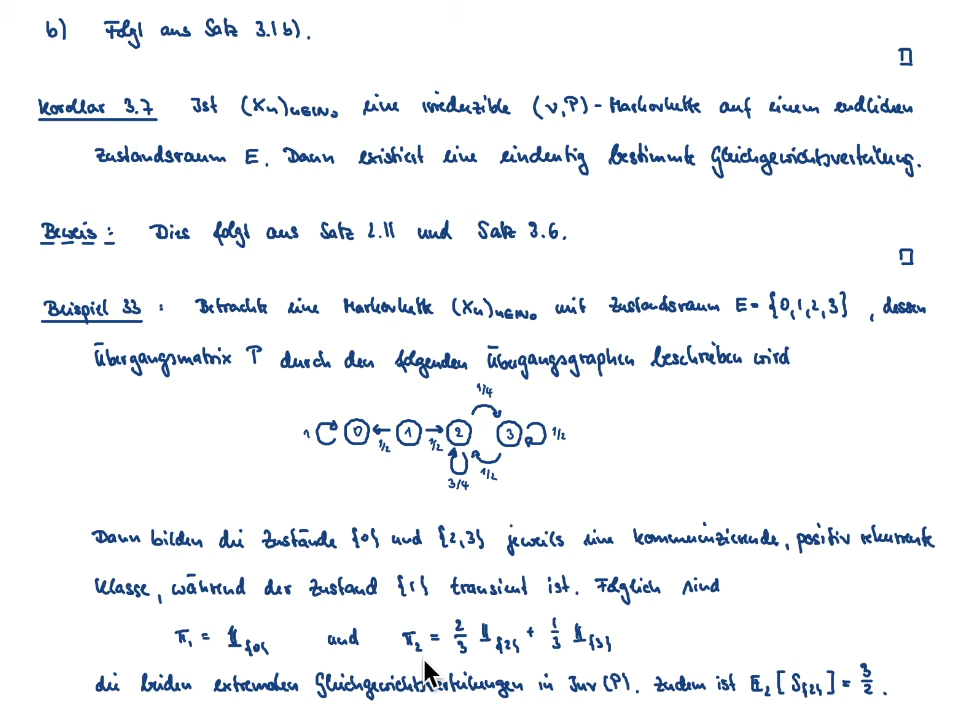 b) Folgt aus Satz 3.1 b).
□
Korollar 3.7 Ist (Xₙ)ₙ∈ℕ₀ eine irreduzible (ν,P)-Markovkette auf einem endlichen
Zustandsraum E. Dann existiert eine eindeutig bestimmte Gleichgewichtsverteilung.
Beweis: Dies folgt aus Satz 2.11 und Satz 3.6.
□
Beispiel 33: Betrachte eine Markovkette (Xₙ)ₙ∈ℕ₀ mit Zustandsraum E = {0,1,2,3}, dessen
Übergangsmatrix P durch den folgenden Übergangsgraphen beschrieben wird
1/4
1 0 1 2 3 1/2
1/2 1/2
3/4 1/2
Dann bilden die Zustände {0} und {2,3} jeweils eine kommunizierende, positiv rekurrente
Klasse, während der Zustand {1} transient ist. Folglich sind
π₁ = 𝟙_{0} und π₂ = 2/3 𝟙_{2} + 1/3 𝟙_{3}
die beiden extremalen Gleichgewichtsverteilungen in Inv(P). Zudem ist E₂[S_{2}] = 3/2.